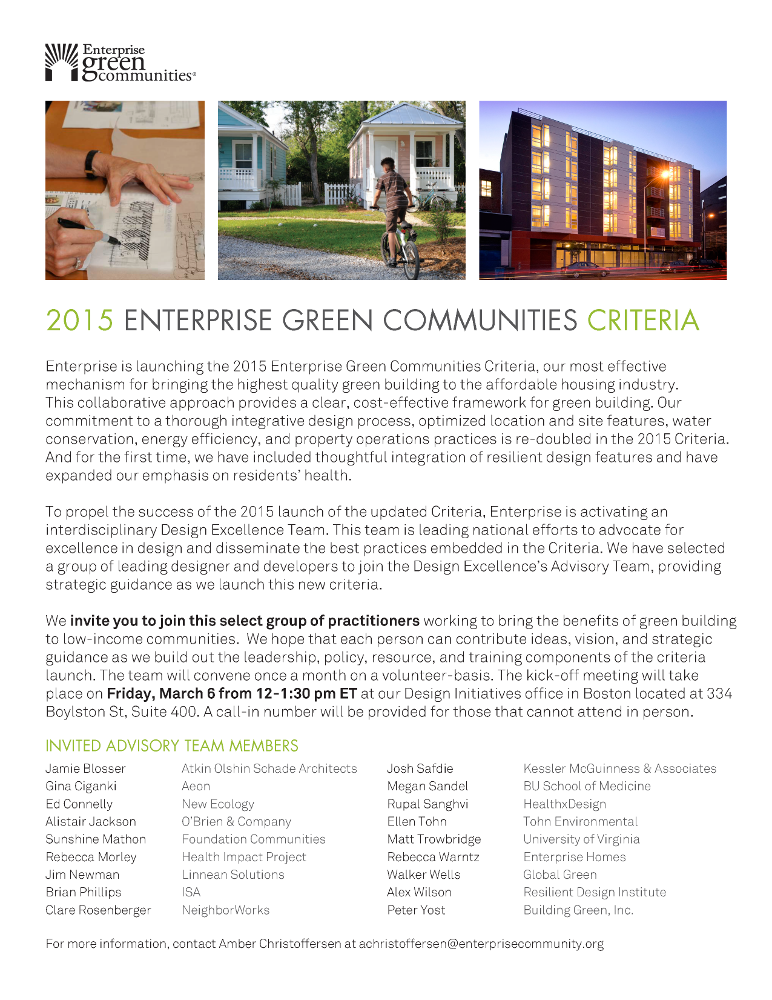 Enterprise
green
communities®
2015 ENTERPRISE GREEN COMMUNITIES CRITERIA
Enterprise is launching the 2015 Enterprise Green Communities Criteria, our most effective
mechanism for bringing the highest quality green building to the affordable housing industry.
This collaborative approach provides a clear, cost-effective framework for green building. Our
commitment to a thorough integrative design process, optimized location and site features, water
conservation, energy efficiency, and property operations practices is re-doubled in the 2015 Criteria.
And for the first time, we have included thoughtful integration of resilient design features and have
expanded our emphasis on residents’ health.
To propel the success of the 2015 launch of the updated Criteria, Enterprise is activating an
interdisciplinary Design Excellence Team. This team is leading national efforts to advocate for
excellence in design and disseminate the best practices embedded in the Criteria. We have selected
a group of leading designer and developers to join the Design Excellence’s Advisory Team, providing
strategic guidance as we launch this new criteria.
We invite you to join this select group of practitioners working to bring the benefits of green building
to low-income communities.  We hope that each person can contribute ideas, vision, and strategic
guidance as we build out the leadership, policy, resource, and training components of the criteria
launch. The team will convene once a month on a volunteer-basis. The kick-off meeting will take
place on Friday, March 6 from 12-1:30 pm ET at our Design Initiatives office in Boston located at 334
Boylston St, Suite 400. A call-in number will be provided for those that cannot attend in person.
INVITED ADVISORY TEAM MEMBERS
Jamie Blosser Atkin Olshin Schade Architects Josh Safdie Kessler McGuinness & Associates
Gina Ciganki Aeon Megan Sandel BU School of Medicine
Ed Connelly New Ecology Rupal Sanghvi HealthxDesign
Alistair Jackson O’Brien & Company Ellen Tohn Tohn Environmental
Sunshine Mathon Foundation Communities Matt Trowbridge University of Virginia
Rebecca Morley Health Impact Project Rebecca Warntz Enterprise Homes
Jim Newman Linnean Solutions Walker Wells Global Green
Brian Phillips ISA Alex Wilson Resilient Design Institute
Clare Rosenberger NeighborWorks Peter Yost Building Green, Inc.
For more information, contact Amber Christoffersen at achristoffersen@enterprisecommunity.org